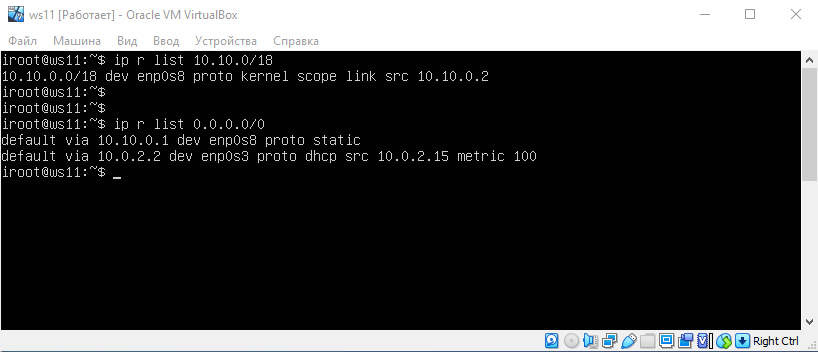 ws11 [Работает] - Oracle VM VirtualBox
Файл Машина Вид Ввод Устройства Справка
iroot@ws11:~$ ip r list 10.10.0/18
10.10.0.0/18 dev enp0s8 proto kernel scope link src 10.10.0.2
iroot@ws11:~$
iroot@ws11:~$
iroot@ws11:~$ ip r list 0.0.0.0/0
default via 10.10.0.1 dev enp0s8 proto static
default via 10.0.2.2 dev enp0s3 proto dhcp src 10.0.2.15 metric 100
iroot@ws11:~$ _
Right Ctrl